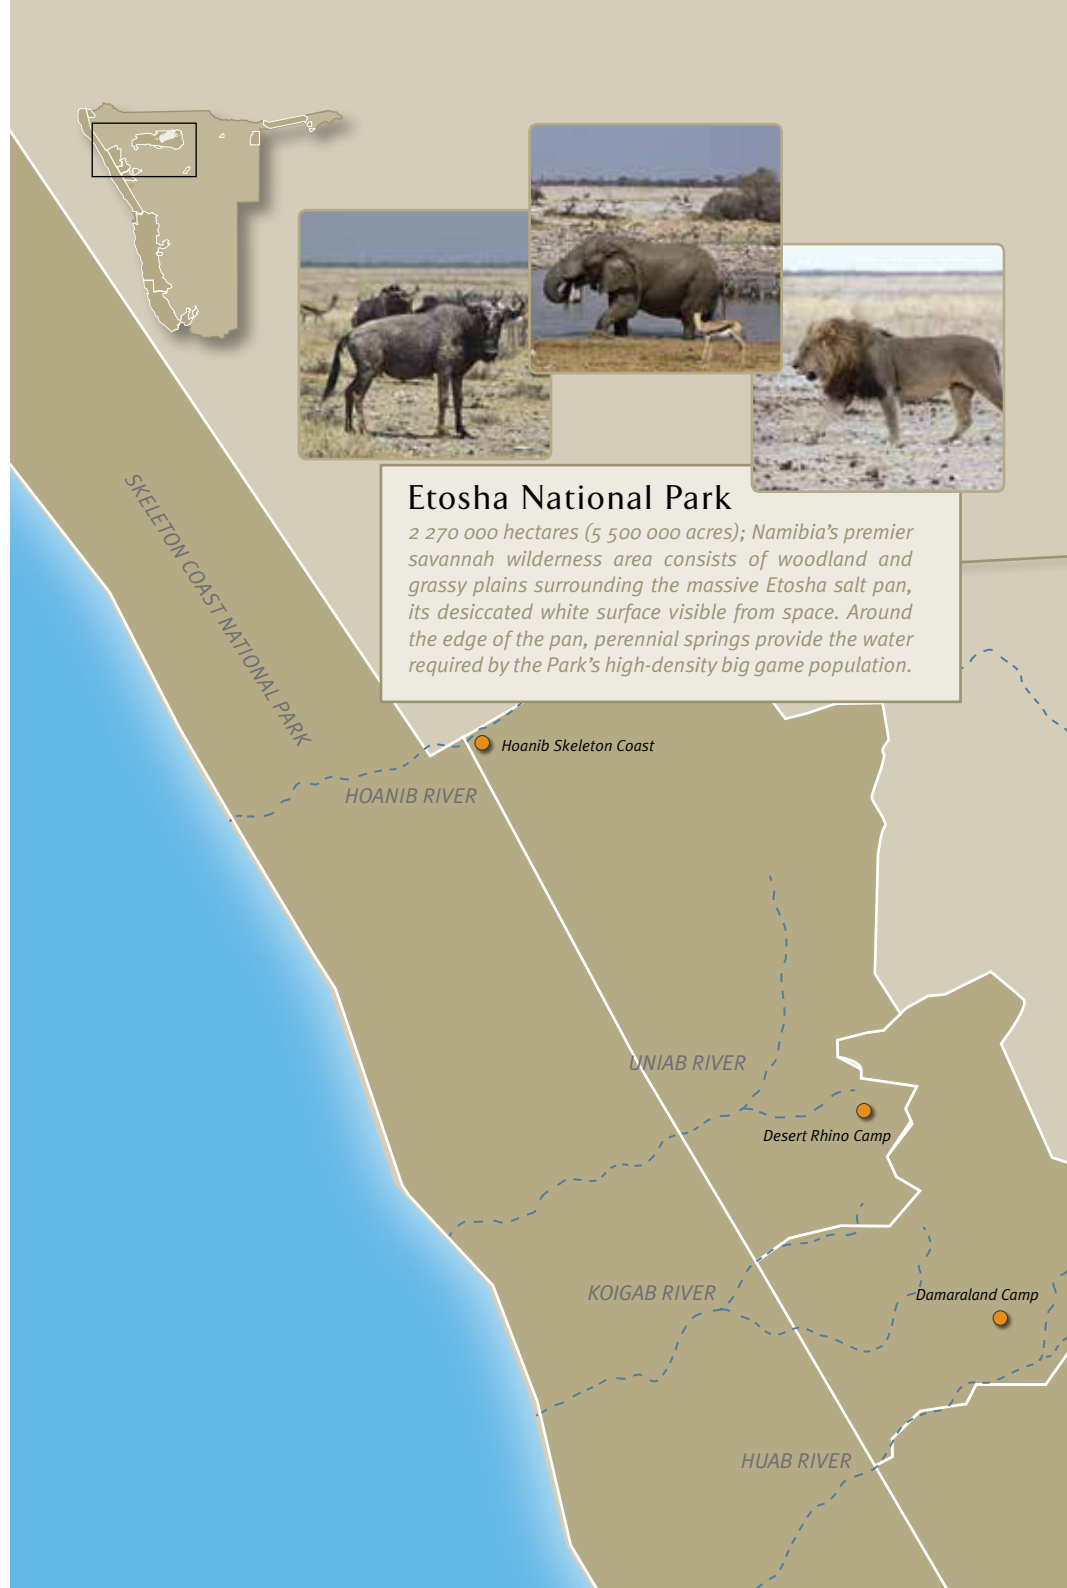 Etosha National Park
2 270 000 hectares (5 500 000 acres); Namibia's premier
savannah wilderness area consists of woodland and
grassy plains surrounding the massive Etosha salt pan,
its desiccated white surface visible from space. Around
the edge of the pan, perennial springs provide the water
required by the Park's high-density big game population.
SKELETON COAST NATIONAL PARK
Hoanib Skeleton Coast
HOANIB RIVER
UNIAB RIVER
Desert Rhino Camp
KOIGAB RIVER
Damaraland Camp
HUAB RIVER